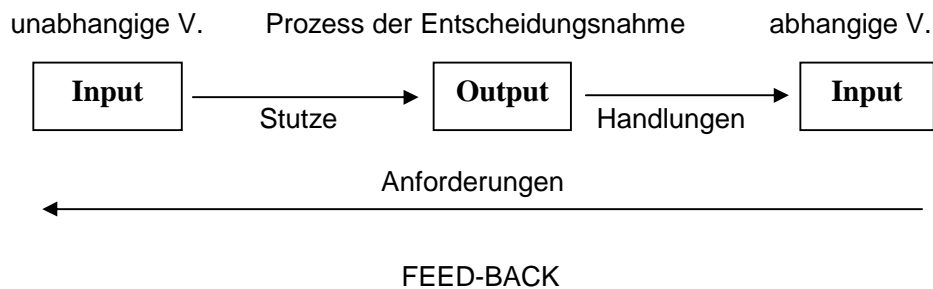 unabhangige V. Prozess der Entscheidungsnahme abhangige V.
Input Output Input
Stutze Handlungen
Anforderungen
FEED-BACK